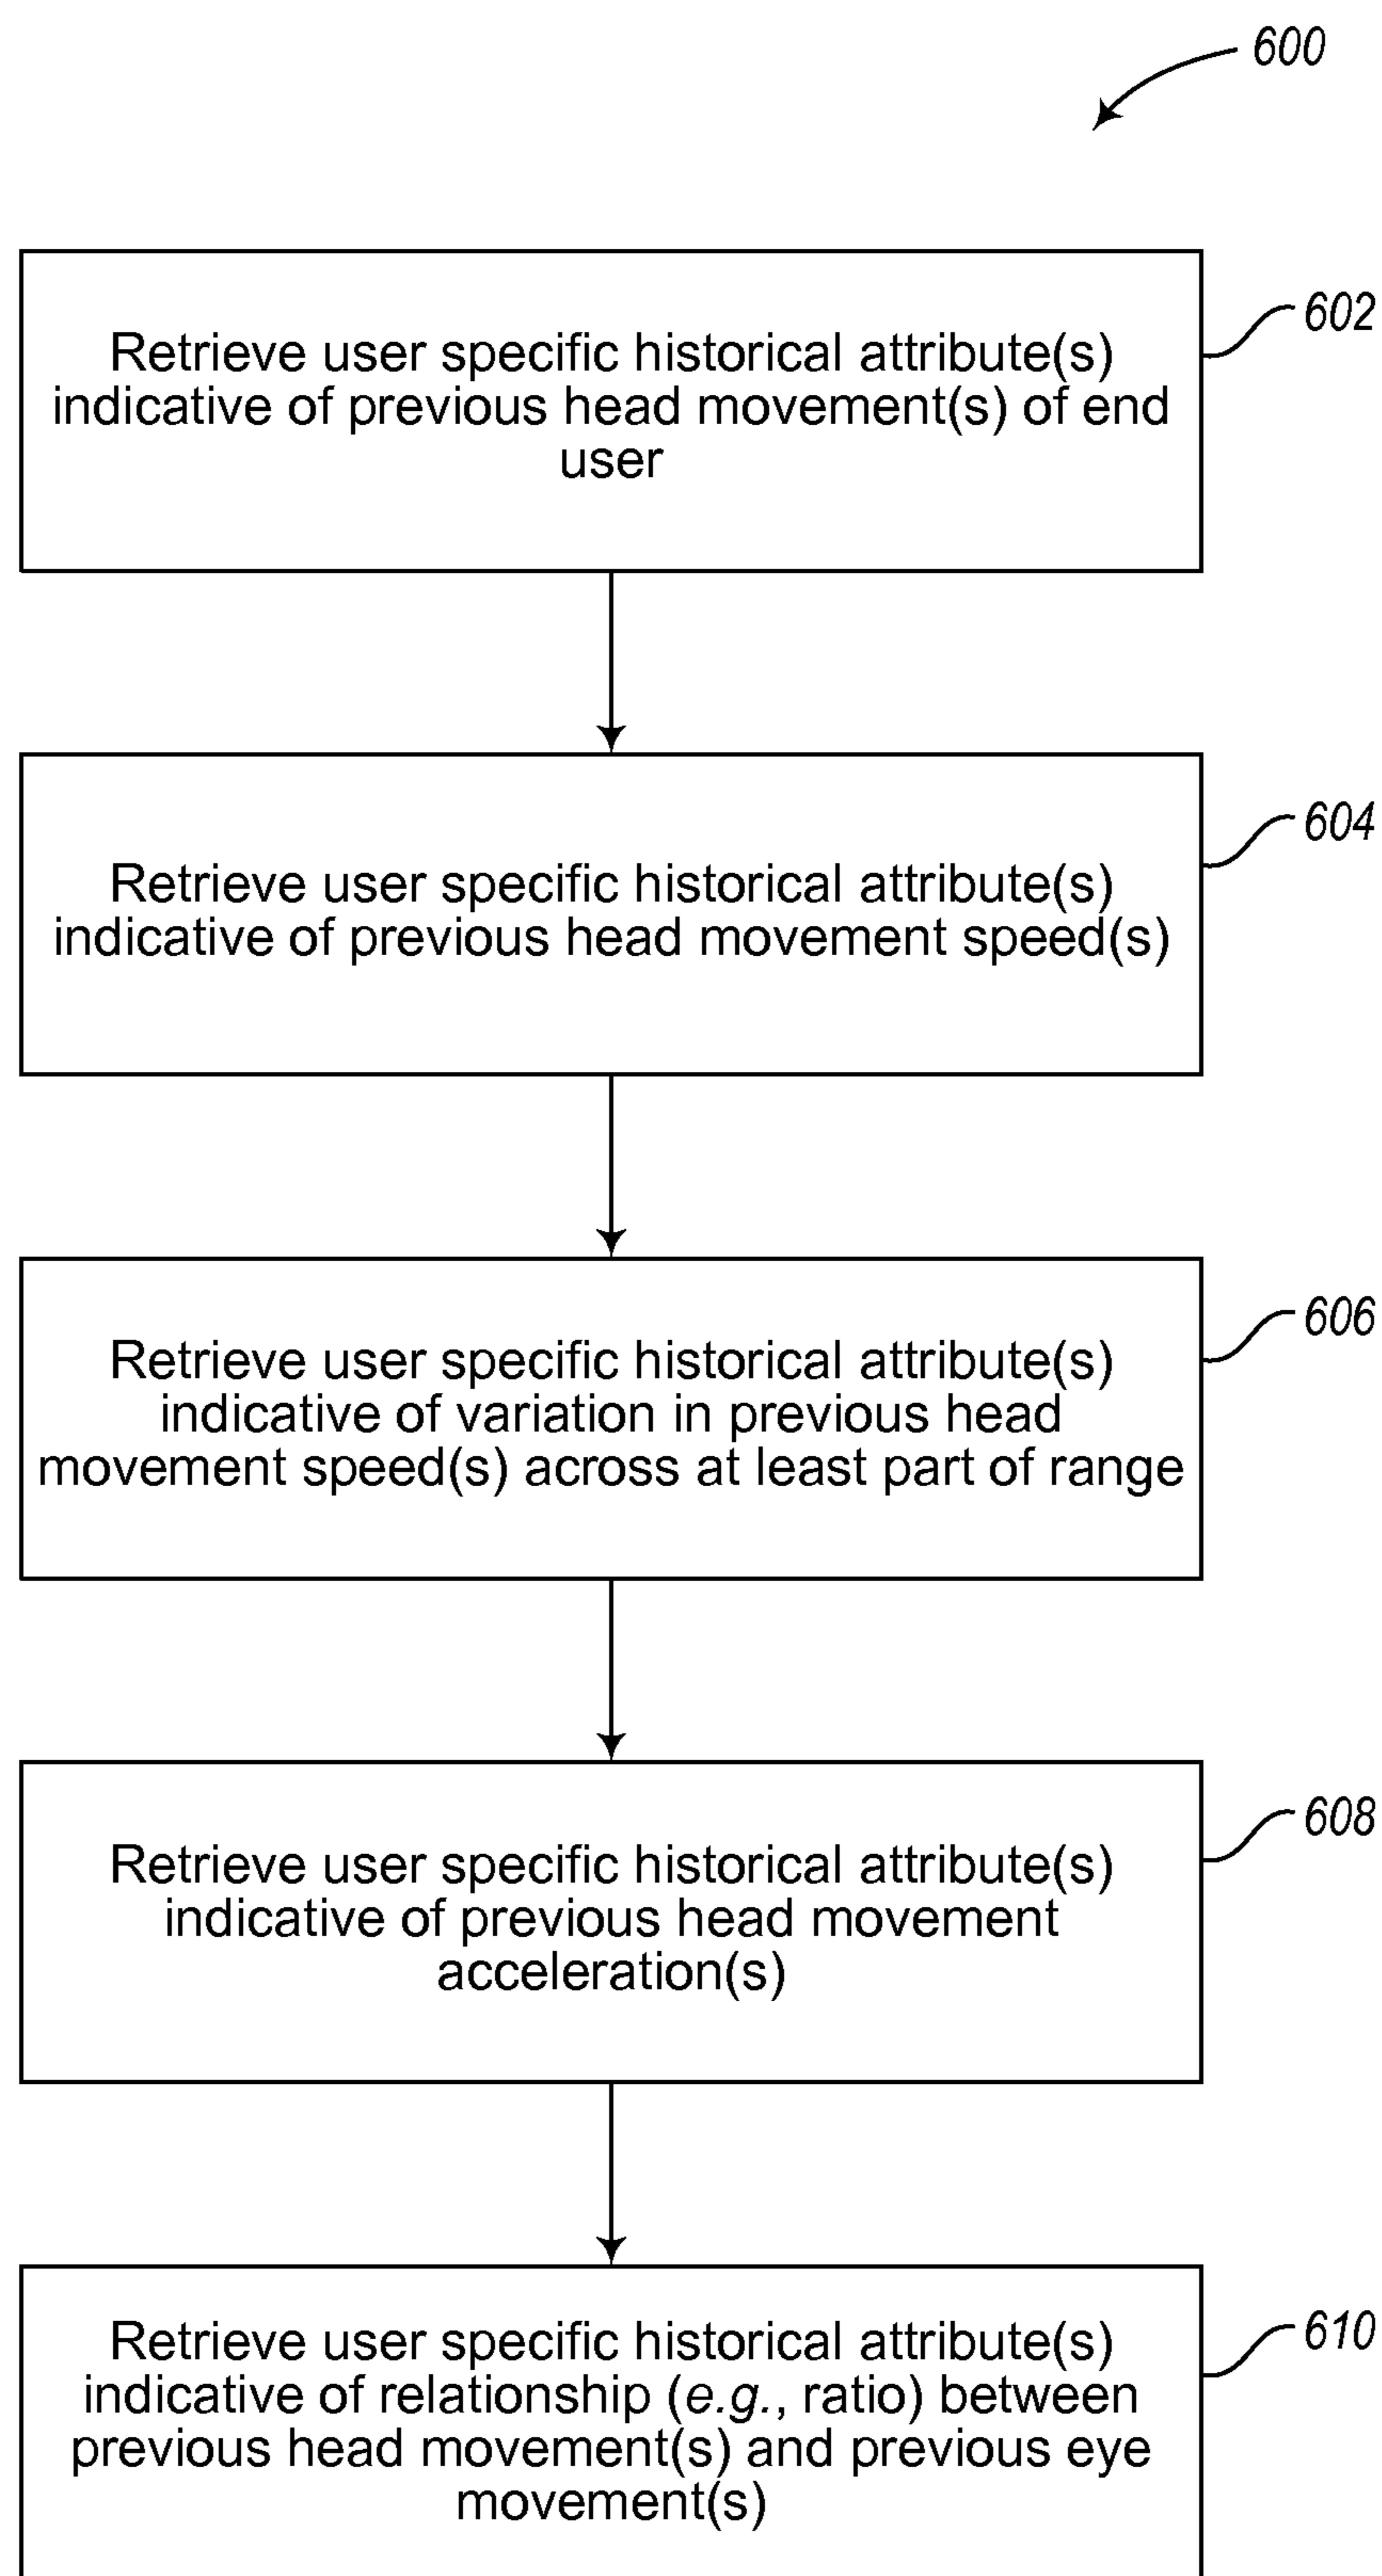 600
Retrieve user specific historical attribute(s)
indicative of previous head movement(s) of end
user
602
Retrieve user specific historical attribute(s)
indicative of previous head movement speed(s)
604
Retrieve user specific historical attribute(s)
indicative of variation in previous head
movement speed(s) across at least part of range
606
Retrieve user specific historical attribute(s)
indicative of previous head movement
acceleration(s)
608
Retrieve user specific historical attribute(s)
indicative of relationship (e.g., ratio) between
previous head movement(s) and previous eye
movement(s)
610